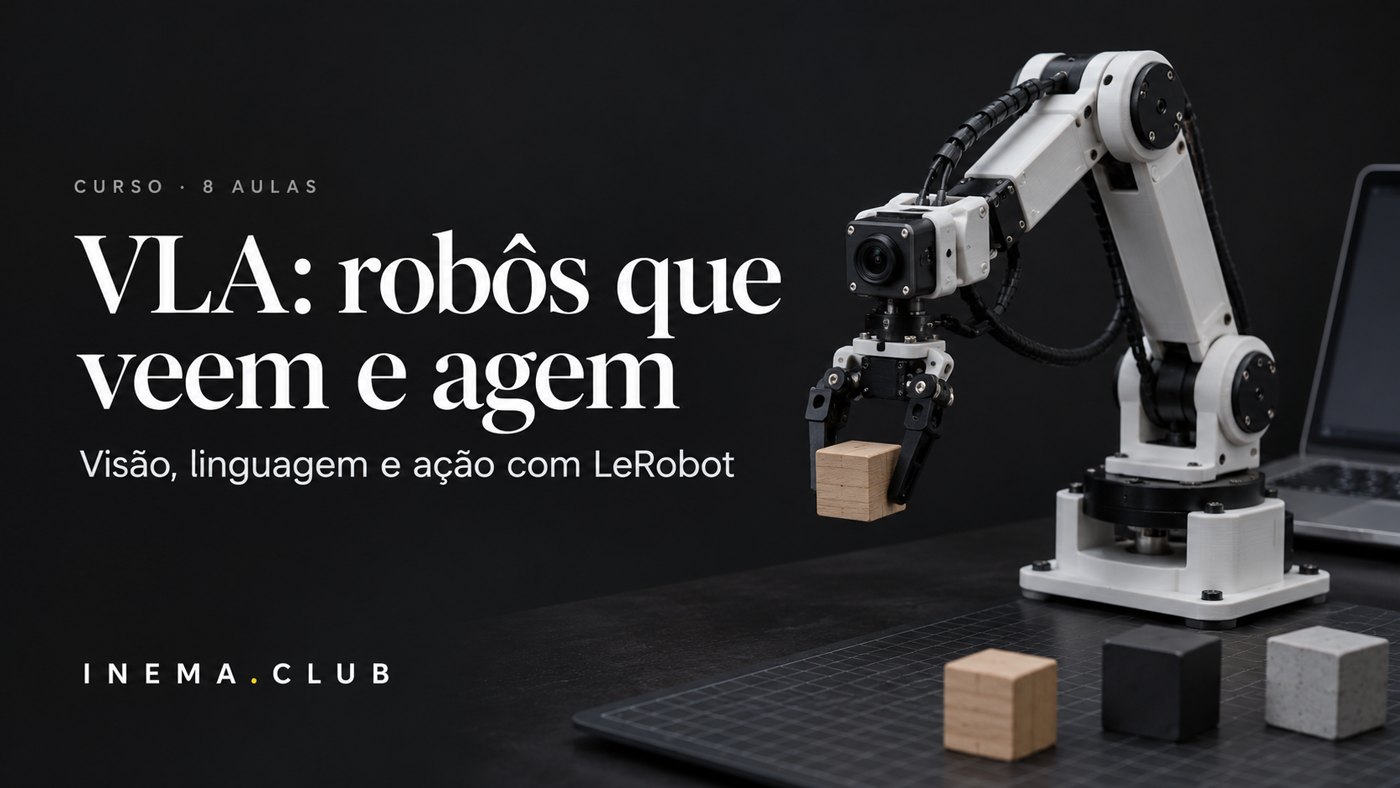 CURSO · 8 AULAS
VLA: robôs que
veem e agem
Visão, linguagem e ação com LeRobot
INEMA.CLUB